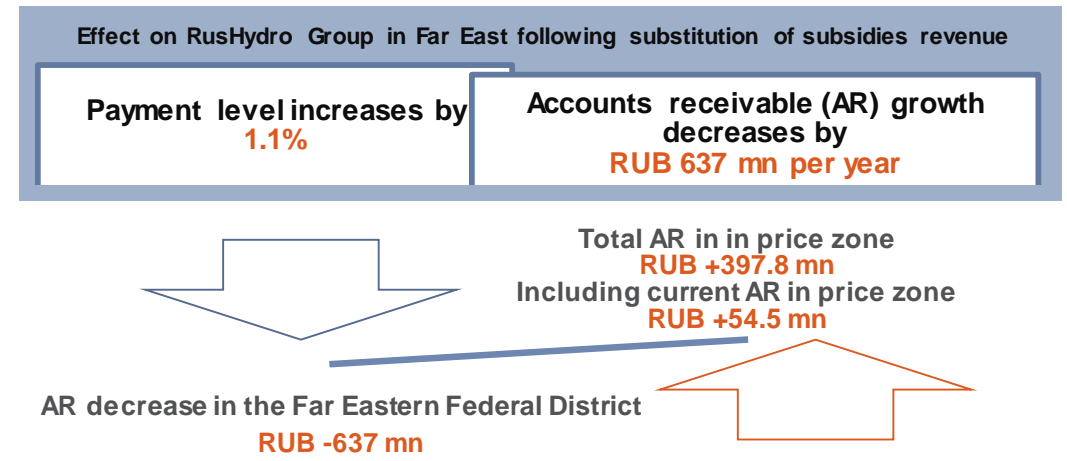 Effect on RusHydro Group in Far East following substitution of subsidies revenue
Payment level increases by
1.1%
Accounts receivable (AR) growth
decreases by
RUB 637 mn per year
Total AR in in price zone
RUB +397.8 mn
Including current AR in price zone
RUB +54.5 mn
AR decrease in the Far Eastern Federal District
RUB -637 mn